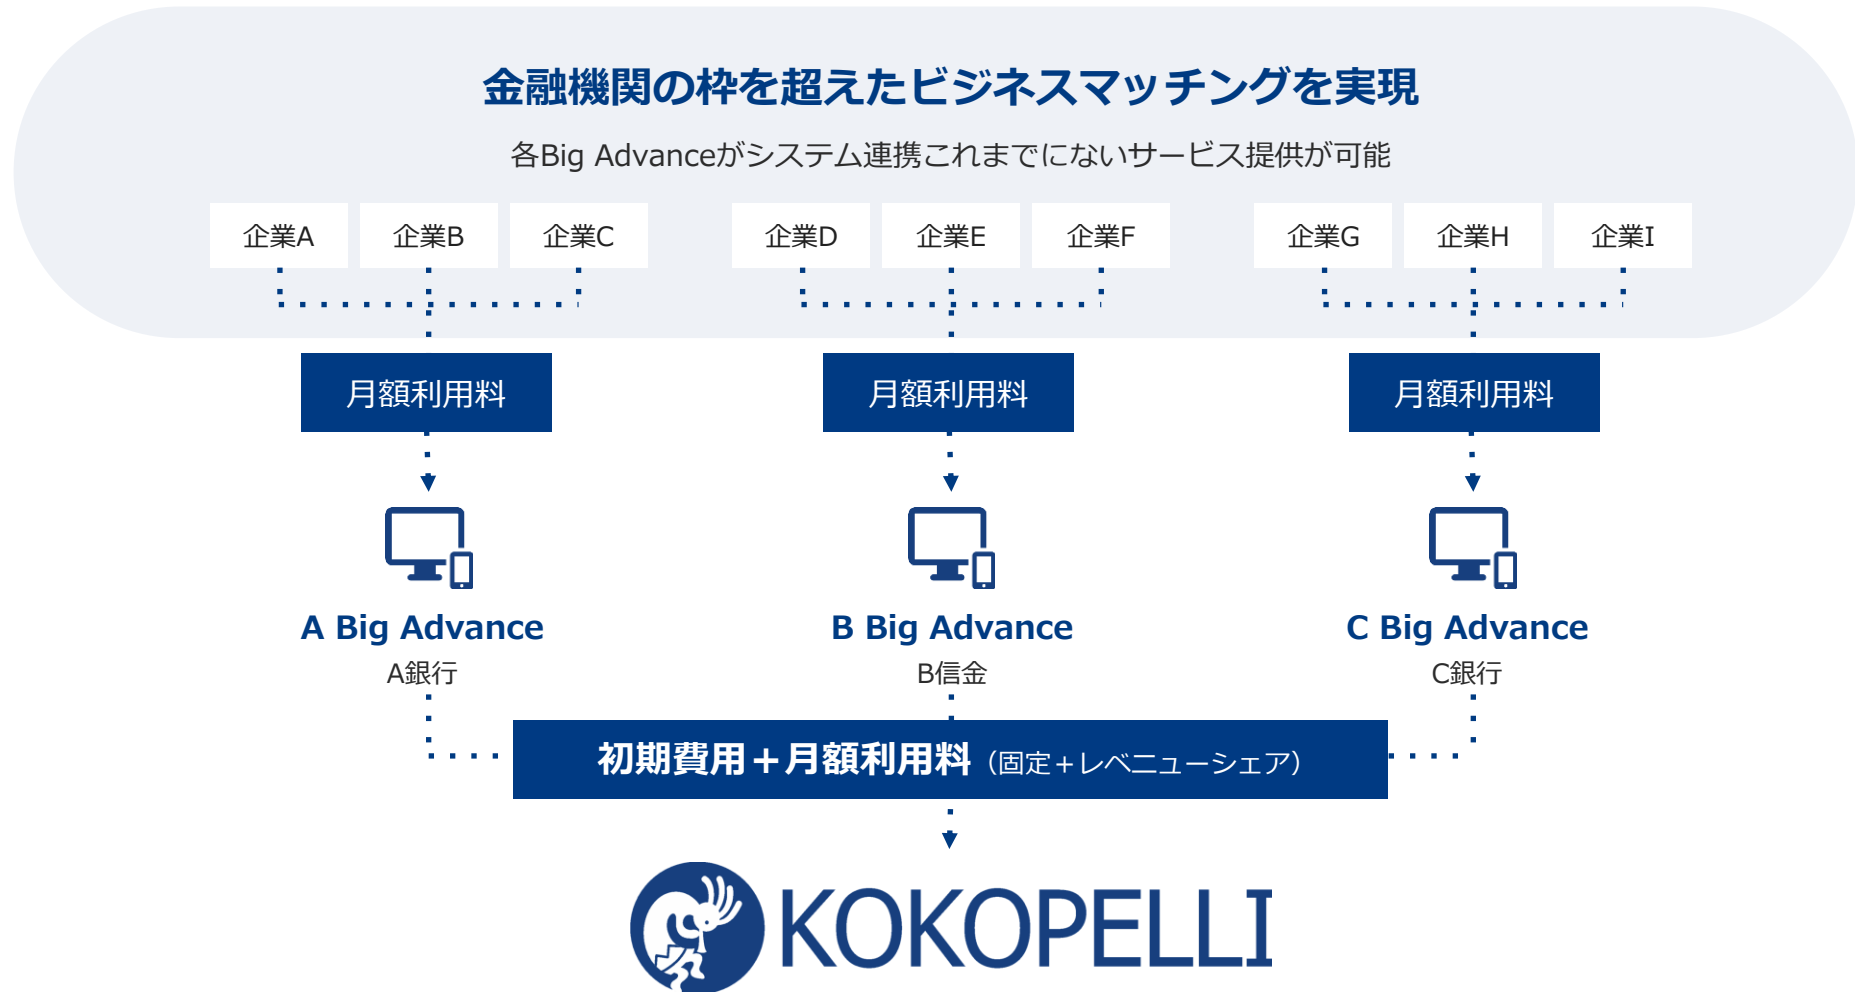 金融機関の枠を超えたビジネスマッチングを実現
各Big Advanceがシステム連携これまでにないサービス提供が可能
企業A 企業B 企業C 企業D 企業E 企業F 企業G 企業H 企業I
月額利用料 月額利用料 月額利用料
A Big Advance B Big Advance C Big Advance
A銀行 B信金 C銀行
初期費用＋月額利用料（固定＋レベニューシェア）
KOKOPELLI